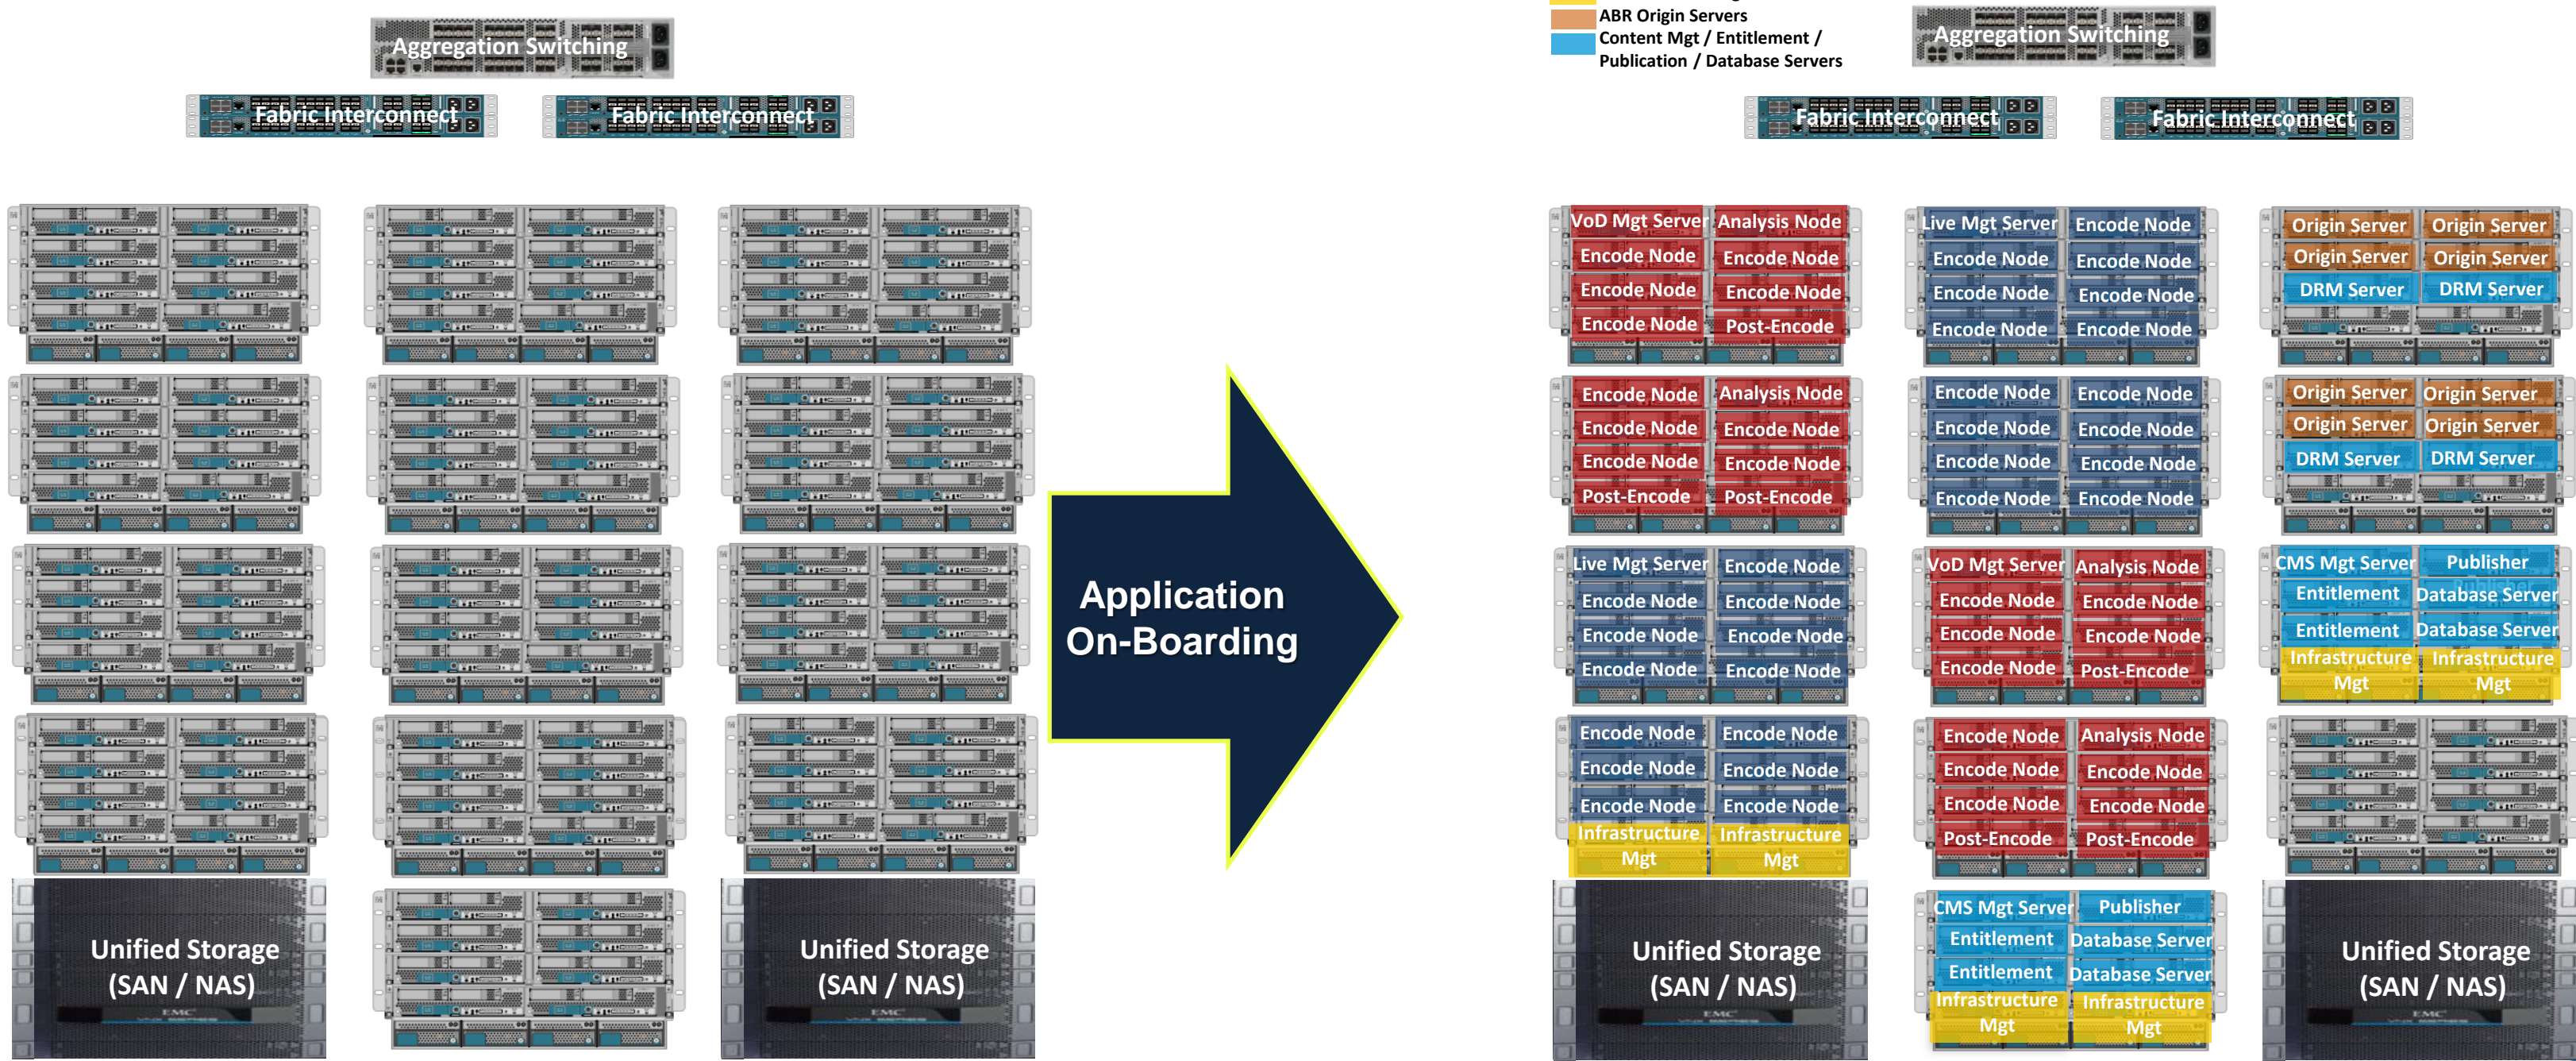 Aggregation Switching
Fabric Interconnect
Fabric Interconnect
Unified Storage
(SAN / NAS)
EMC
Unified Storage
(SAN / NAS)
EMC
Application
On-Boarding
ABR Origin Servers
Content Mgt / Entitlement /
Publication / Database Servers
Aggregation Switching
Fabric Interconnect
Fabric Interconnect
VoD Mgt Server
Analysis Node
Encode Node
Encode Node
Encode Node
Encode Node
Encode Node
Post-Encode
Live Mgt Server
Encode Node
Encode Node
Encode Node
Encode Node
Encode Node
Encode Node
Encode Node
Origin Server
Origin Server
Origin Server
Origin Server
DRM Server
DRM Server
Encode Node
Analysis Node
Encode Node
Encode Node
Encode Node
Encode Node
Post-Encode
Post-Encode
Encode Node
Encode Node
Encode Node
Encode Node
Encode Node
Encode Node
Encode Node
Encode Node
Origin Server
Origin Server
Origin Server
Origin Server
DRM Server
DRM Server
Live Mgt Server
Encode Node
Encode Node
Encode Node
Encode Node
Encode Node
Encode Node
Encode Node
VoD Mgt Server
Analysis Node
Encode Node
Encode Node
Encode Node
Encode Node
Encode Node
Post-Encode
CMS Mgt Server
Publisher
Entitlement
Publisher
Database Server
Entitlement
Database Server
Infrastructure
Mgt
Infrastructure
Mgt
Encode Node
Encode Node
Encode Node
Encode Node
Encode Node
Encode Node
Infrastructure
Mgt
Infrastructure
Mgt
Encode Node
Analysis Node
Encode Node
Encode Node
Encode Node
Encode Node
Post-Encode
Post-Encode
Unified Storage
(SAN / NAS)
EMC
CMS Mgt Server
Publisher
Entitlement
Database Server
Entitlement
Database Server
Infrastructure
Mgt
Infrastructure
Mgt
Unified Storage
(SAN / NAS)
EMC